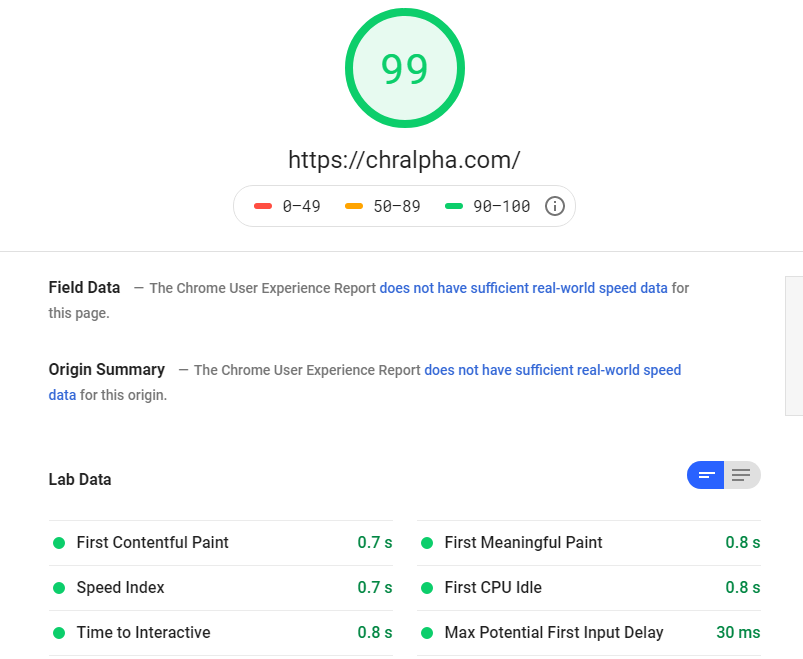 99
https://chralpha.com/
0–49 50–89 90–100
Field Data — The Chrome User Experience Report does not have sufficient real-world speed data for
this page.
Origin Summary — The Chrome User Experience Report does not have sufficient real-world speed
data for this origin.
Lab Data
First Contentful Paint 0.7 s
First Meaningful Paint 0.8 s
Speed Index 0.7 s
First CPU Idle 0.8 s
Time to Interactive 0.8 s
Max Potential First Input Delay 30 ms